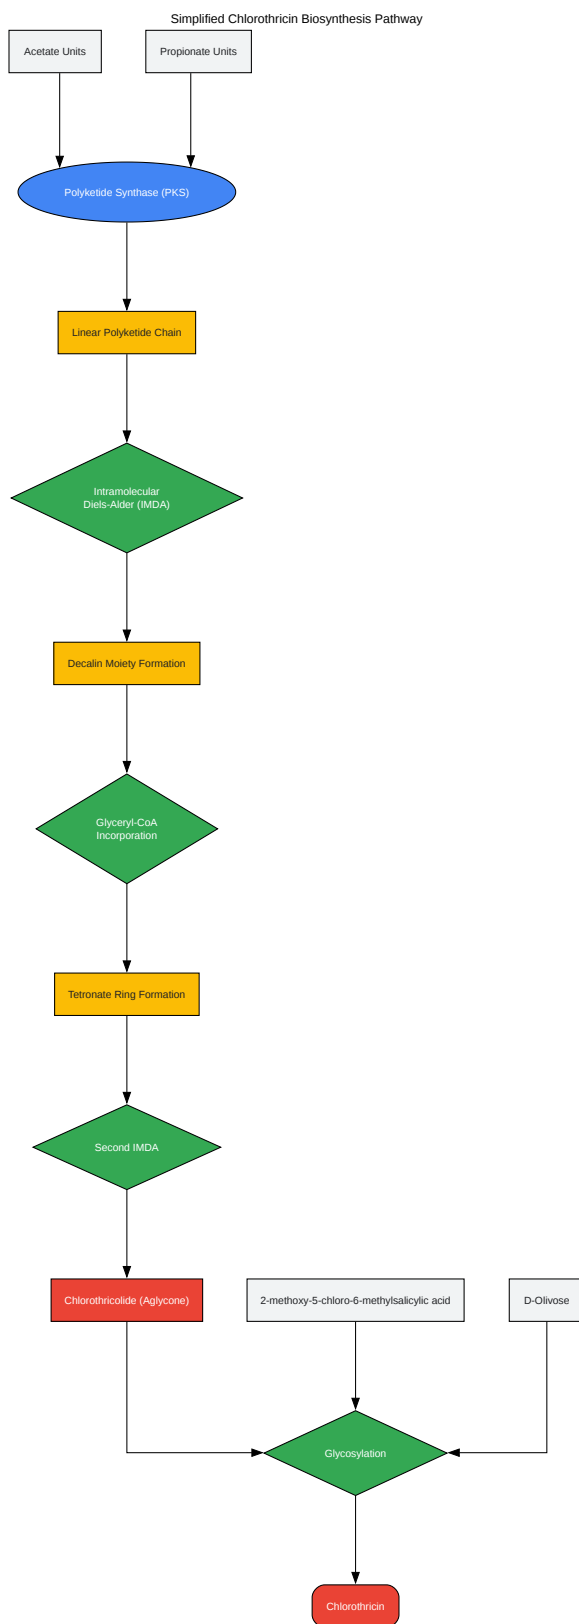 Simplified Chlorothricin Biosynthesis Pathway
Acetate Units
Propionate Units
Polyketide Synthase (PKS)
Linear Polyketide Chain
Intramolecular
Diels-Alder (IMDA)
Decalin Moiety Formation
Glyceryl-CoA
Incorporation
Tetronate Ring Formation
Second IMDA
Chlorothricolide (Aglycone)
2-methoxy-5-chloro-6-methylsalicylic acid
D-Olivose
Glycosylation
Chlorothricin